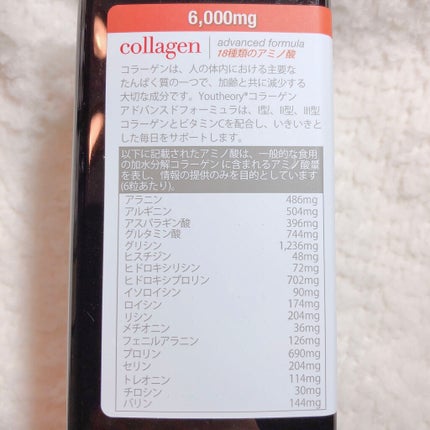 6,000mg
collagen
advanced formula
18種類のアミノ酸
コラーゲンは、人の体内における主要な
たんぱく質の一つで、加齢と共に減少する
大切な成分です。Youtheory®コラーゲン
アドバンスドフォーミュラは、I型、II型、III型
コラーゲンとビタミンCを配合し、いきいきとし
た毎日をサポートします。
以下に記載されたアミノ酸は、一般的な食用
の加水分解コラーゲンに含まれるアミノ酸量
を表し、情報の提供のみを目的としています
(6粒あたり)。
アラニン 486mg
アルギニン 504mg
アスパラギン酸 396mg
グルタミン酸 744mg
グリシン 1,236mg
ヒスチジン 48mg
ヒドロキシリシン 72mg
ヒドロキシプロリン 702mg
イソロイシン 90mg
ロイシン 174mg
リシン 204mg
メチオニン 36mg
フェニルアラニン 126mg
プロリン 690mg
セリン 204mg
トレオニン 114mg
チロシン 30mg
バリン 144mg